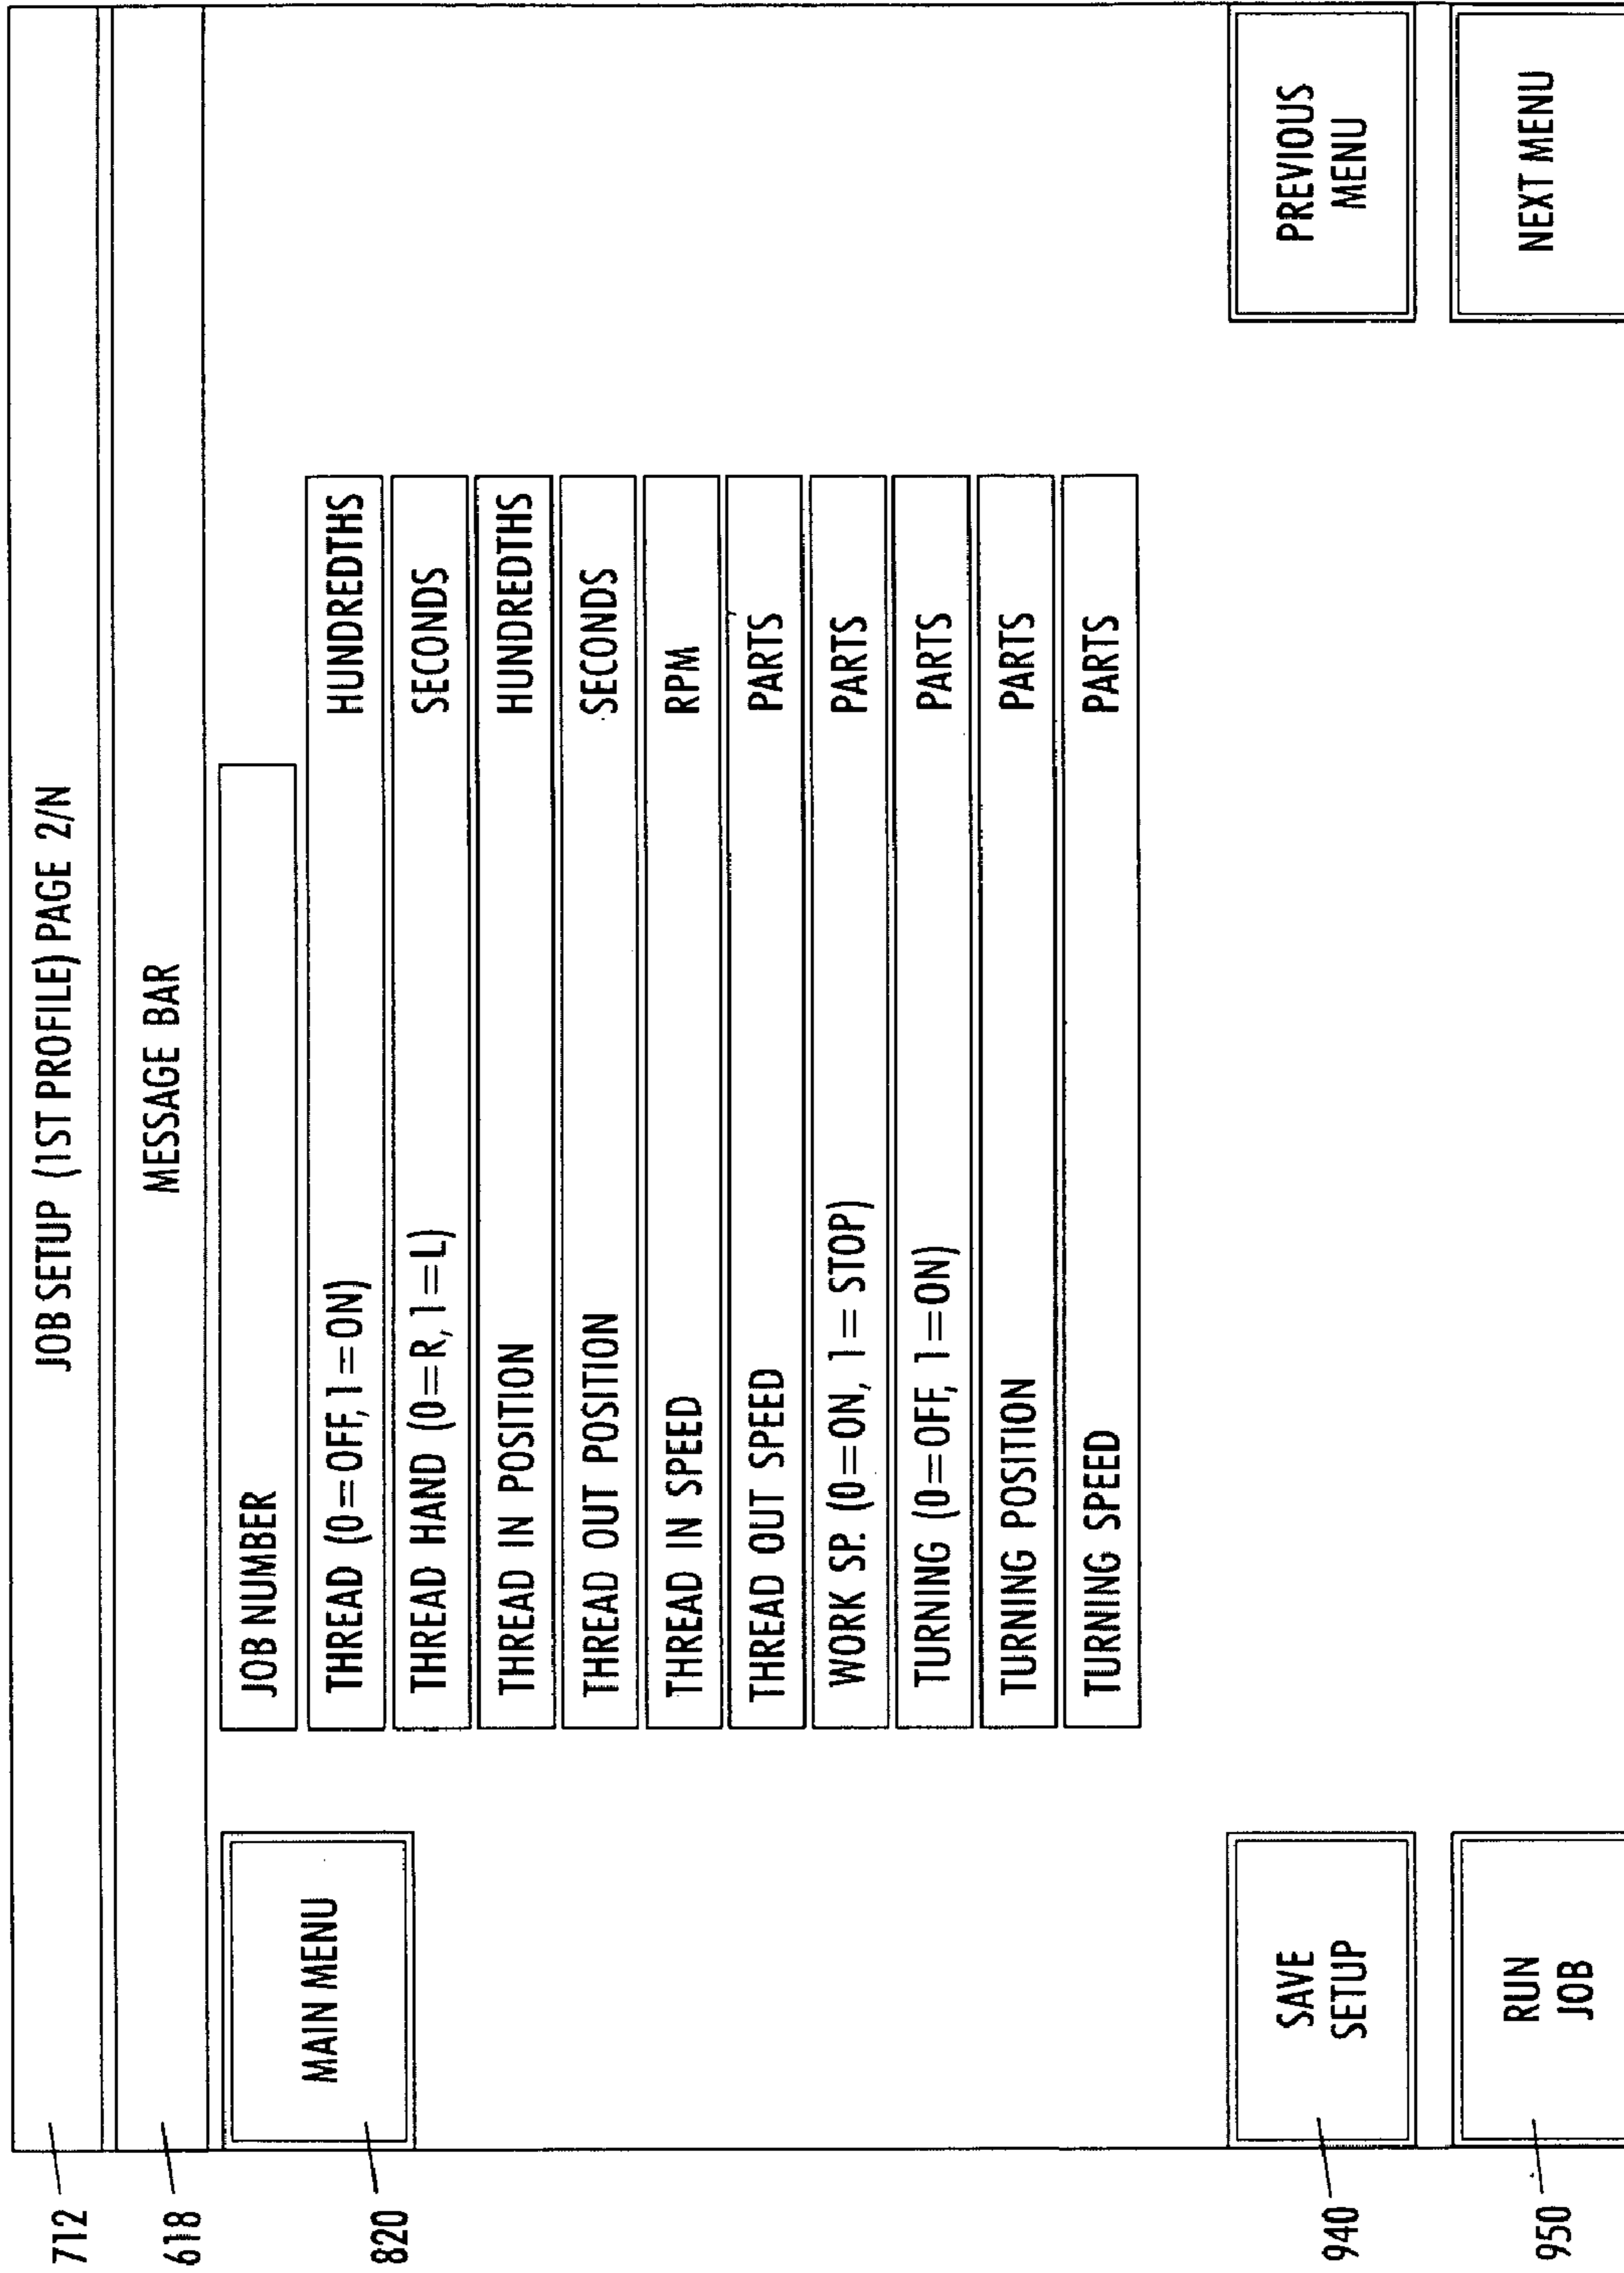 JOB SETUP (1ST PROFILE) PAGE 2/N
712
MESSAGE BAR
618
MAIN MENU
820
JOB NUMBER
THREAD (0=OFF, 1=ON) HUNDREDTHS
THREAD HAND (0=R, 1=L) SECONDS
THREAD IN POSITION HUNDREDTHS
THREAD OUT POSITION SECONDS
THREAD IN SPEED RPM
THREAD OUT SPEED PARTS
WORK SP. (0=ON, 1= STOP) PARTS
TURNING (0=OFF, 1=ON) PARTS
TURNING POSITION PARTS
TURNING SPEED PARTS
SAVE
SETUP
940
PREVIOUS
MENU
RUN
JOB
950
NEXT MENU